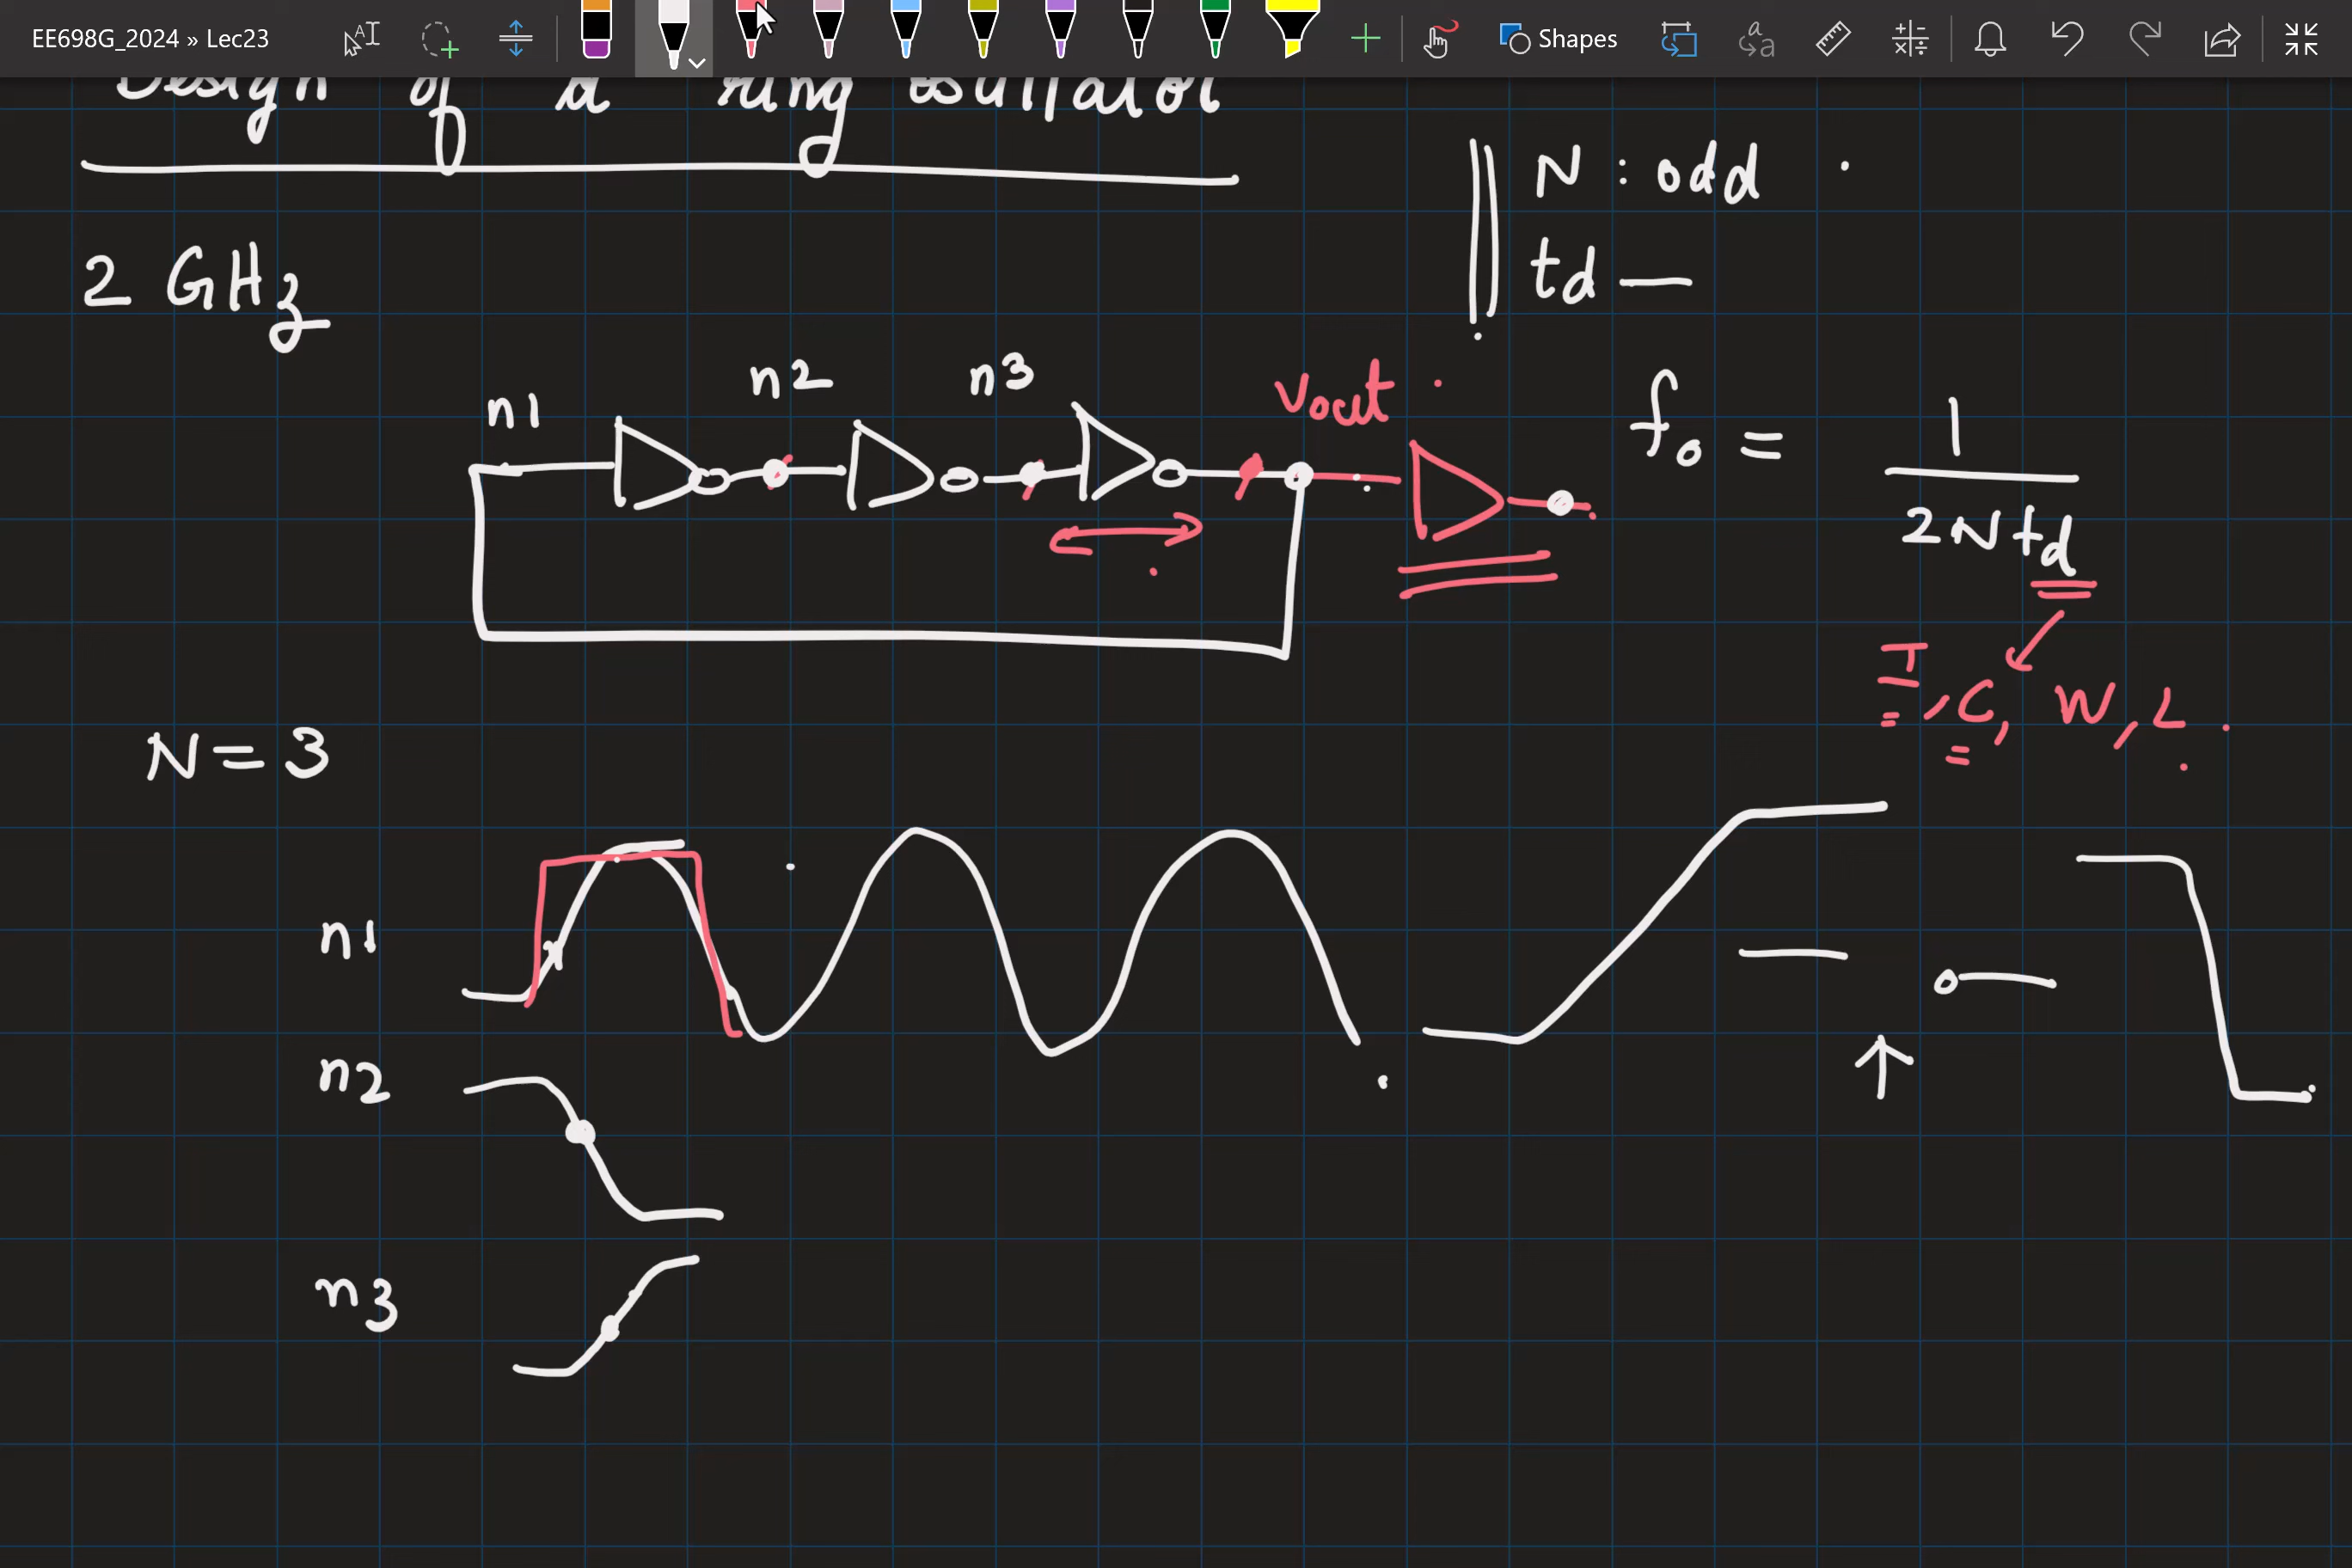 EE698G_2024 » Lec23
Shapes
Design of a ring oscillator
N : odd
td —
2 GHz
n1 n2 n3 Vout
f₀ = 1 / 2Ntd
I, C, W, L
N = 3
n1
n2
n3